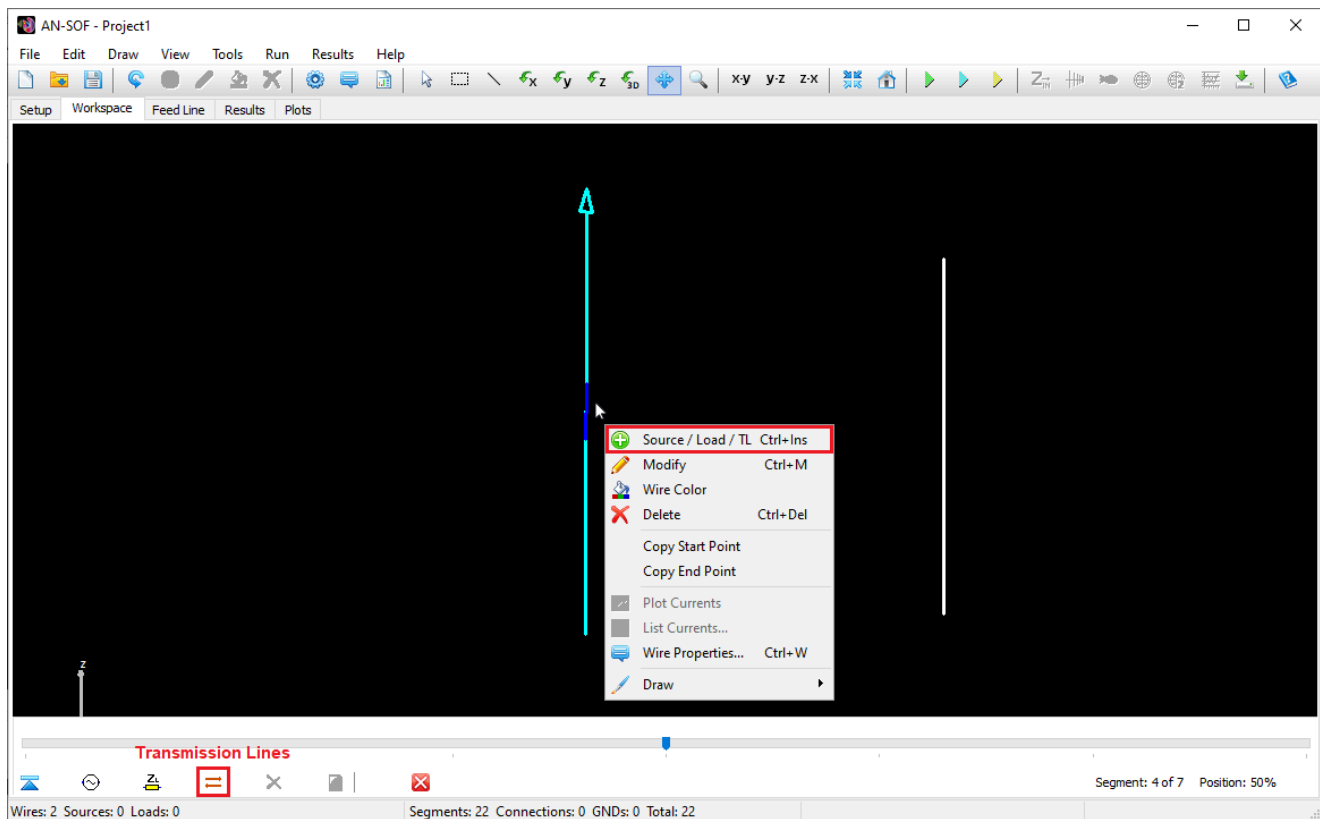 AN-SOF - Project1
File Edit Draw View Tools Run Results Help
x y z 3D x-y y-z z-x ZIN
Setup Workspace Feed Line Results Plots
Source / Load / TL Ctrl+Ins
Modify Ctrl+M
Wire Color
Delete Ctrl+Del
Copy Start Point
Copy End Point
Plot Currents
List Currents...
Wire Properties... Ctrl+W
Draw
z
Transmission Lines
ZL
Segment: 4 of 7 Position: 50%
Wires: 2 Sources: 0 Loads: 0 Segments: 22 Connections: 0 GNDs: 0 Total: 22